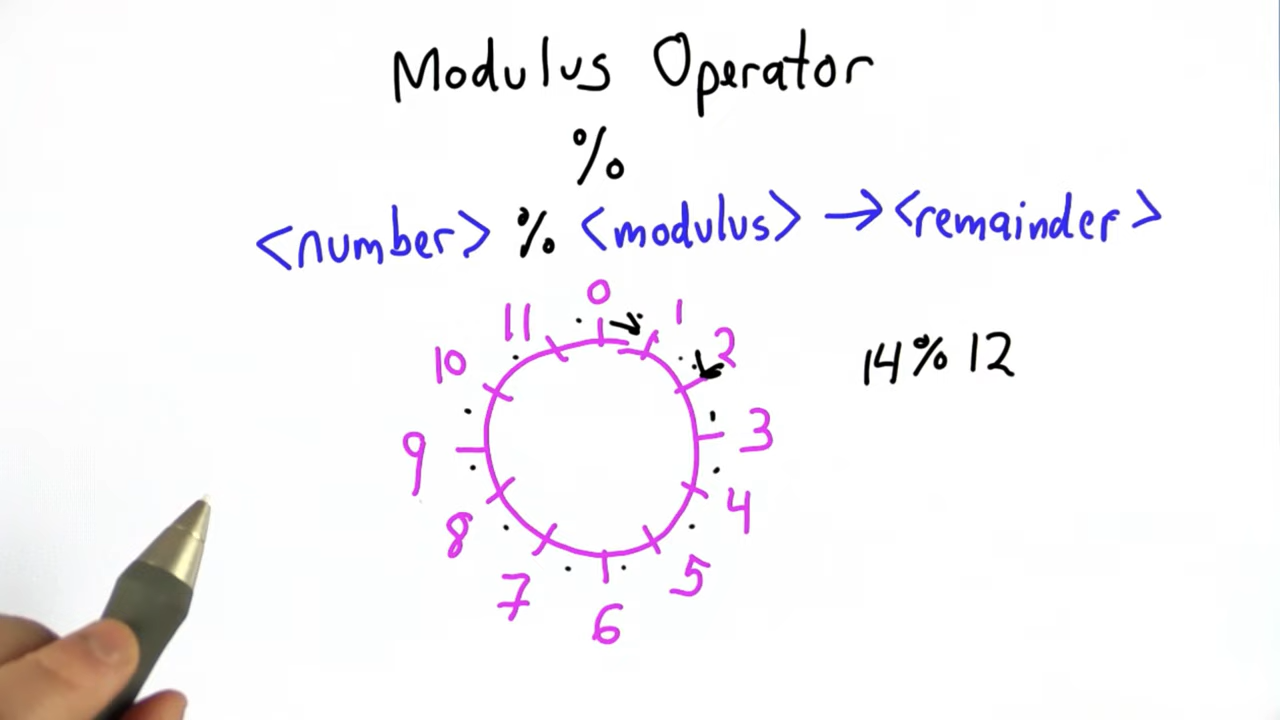 Modulus Operator
%
<number> % <modulus> → <remainder>
0
11 1
10 2
14 % 12
9 3
8 4
7 5
6